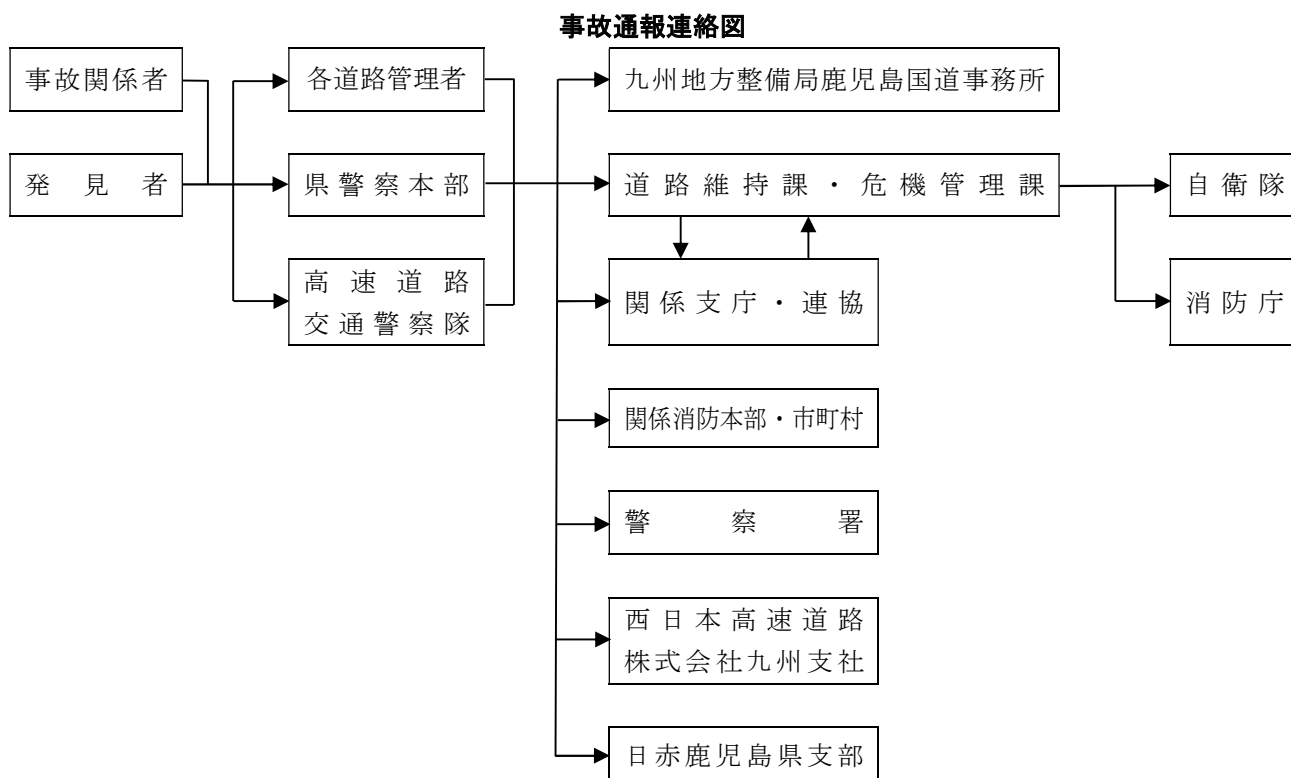 事故通報連絡図
事故関係者
各道路管理者
九州地方整備局鹿児島国道事務所
発見者
県警察本部
道路維持課・危機管理課
自衛隊
高速道路
交通警察隊
関係支庁・連協
消防庁
関係消防本部・市町村
警察署
西日本高速道路
株式会社九州支社
日赤鹿児島県支部